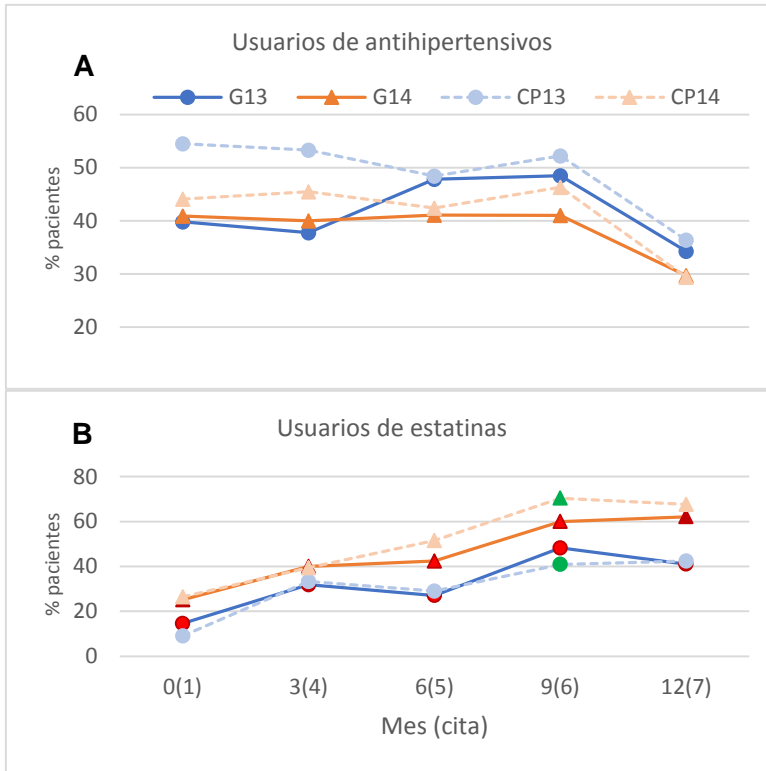 Usuarios de antihipertensivos
A
G13 G14 CP13 CP14
60
50
40
30
20
% pacientes
B
Usuarios de estatinas
80
60
40
20
0
% pacientes
0(1) 3(4) 6(5) 9(6) 12(7)
Mes (cita)